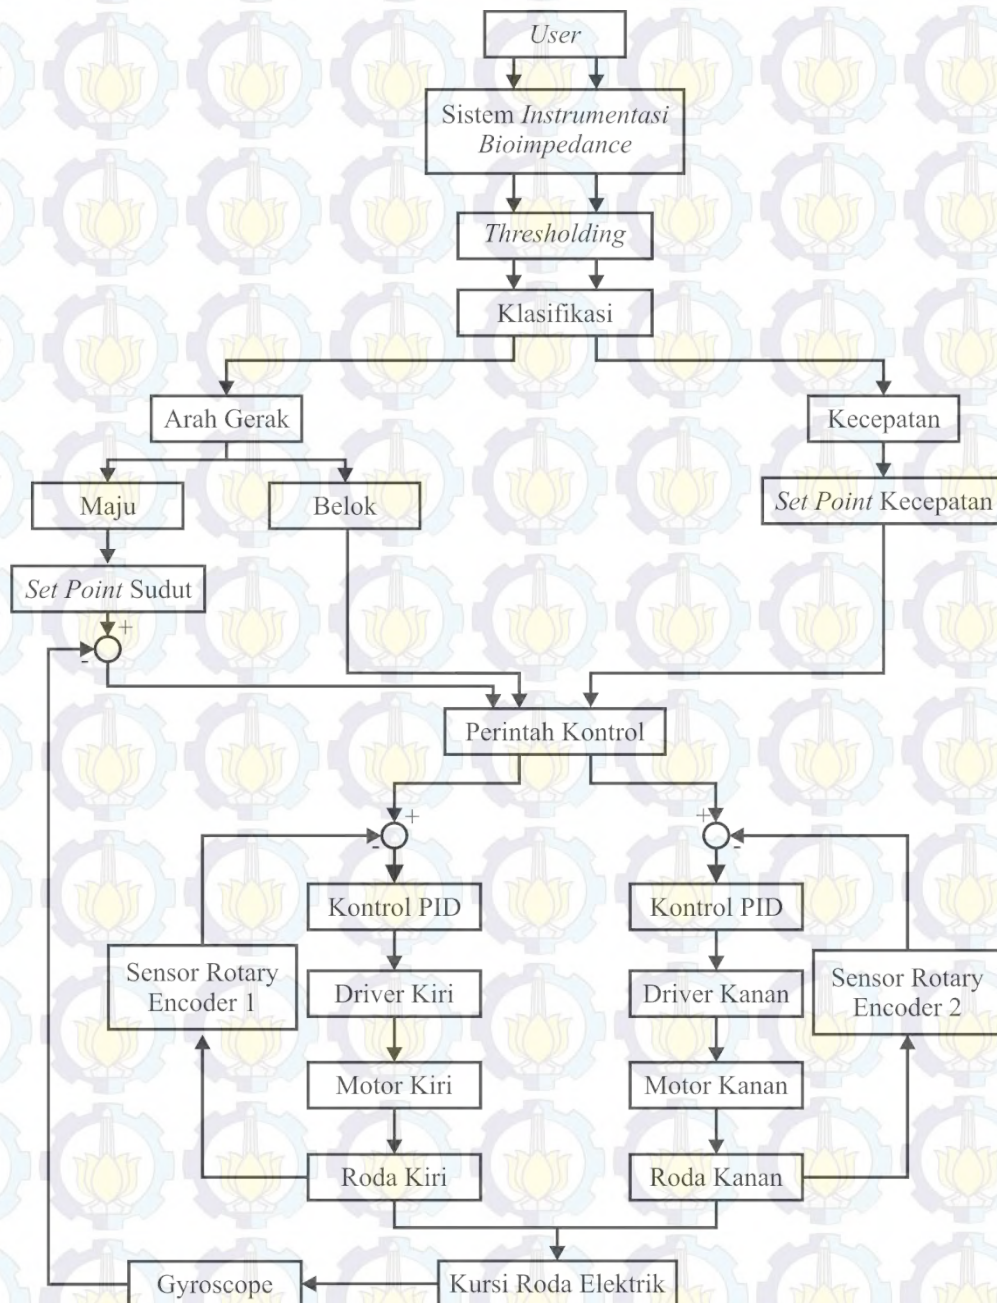 User
Sistem Instrumentasi
Bioimpedance
Thresholding
Klasifikasi
Arah Gerak
Kecepatan
Maju
Belok
Set Point Kecepatan
Set Point Sudut
+
-
Perintah Kontrol
+
-
+
-
Kontrol PID
Kontrol PID
Sensor Rotary
Encoder 1
Driver Kiri
Driver Kanan
Sensor Rotary
Encoder 2
Motor Kiri
Motor Kanan
Roda Kiri
Roda Kanan
Gyroscope
Kursi Roda Elektrik